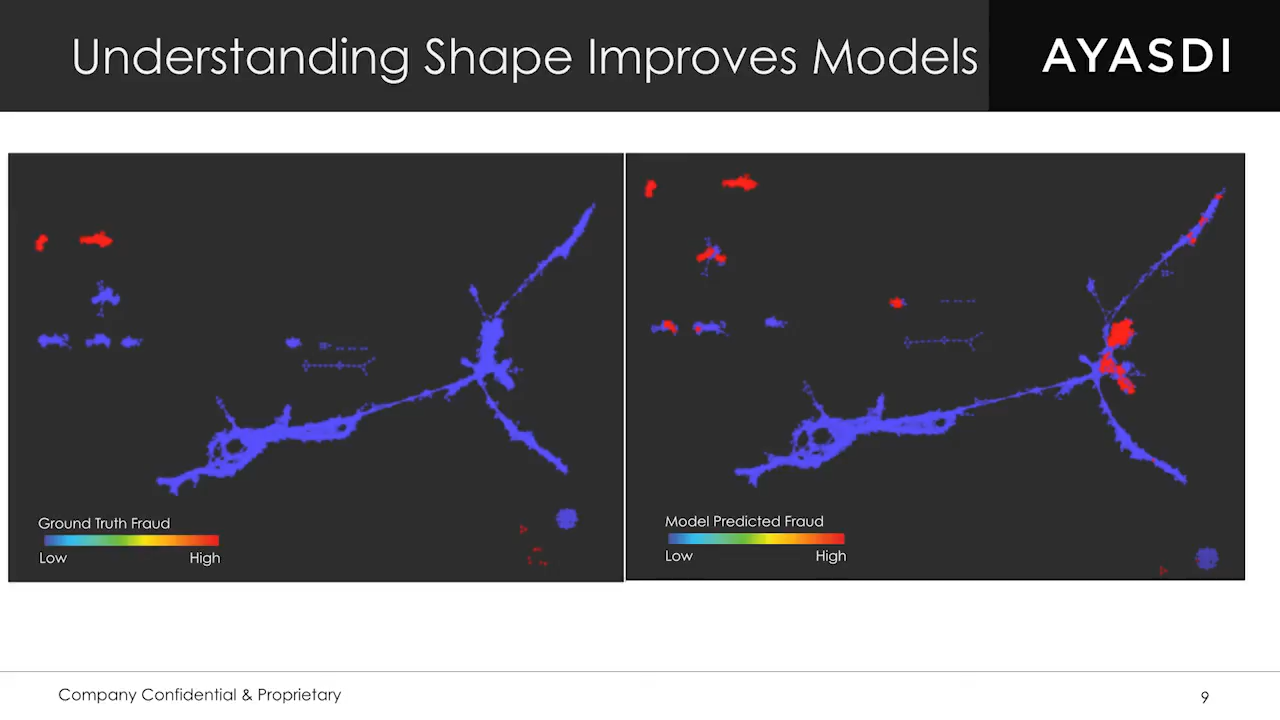 Understanding Shape Improves Models
AYASDI
Ground Truth Fraud
Low High
Model Predicted Fraud
Low High
Company Confidential & Proprietary
9